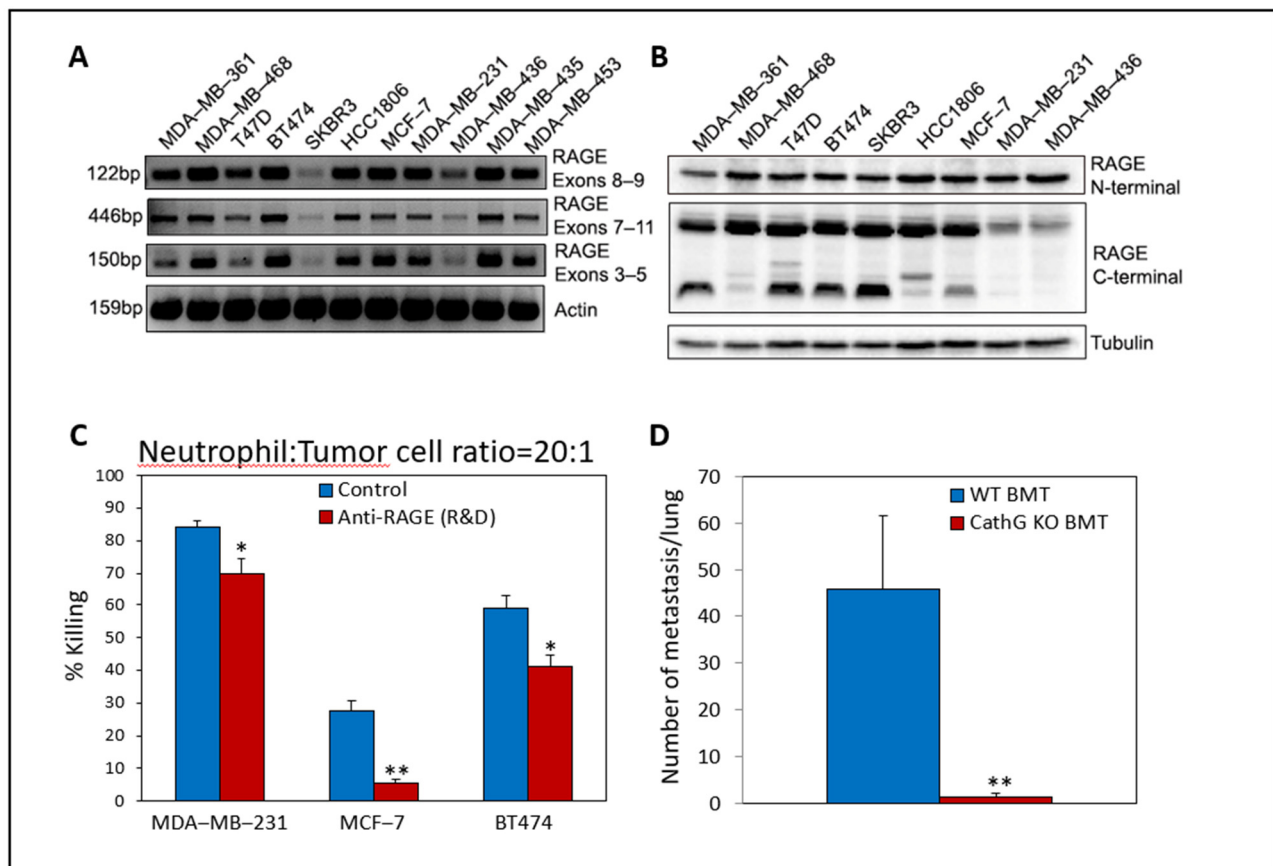 A
MDA–MB–361
MDA–MB–468
T47D
BT474
SKBR3
HCC1806
MCF–7
MDA–MB–231
MDA–MB–436
MDA–MB–435
MDA–MB–453
122bp
RAGE
Exons 8–9
446bp
RAGE
Exons 7–11
150bp
RAGE
Exons 3–5
159bp
Actin
B
MDA–MB–361
MDA–MB–468
T47D
BT474
SKBR3
HCC1806
MCF–7
MDA–MB–231
MDA–MB–436
RAGE
N-terminal
RAGE
C-terminal
Tubulin
C
Neutrophil:Tumor cell ratio=20:1
% Killing
100
90
80
70
60
50
40
30
20
10
0
Control
Anti-RAGE (R&D)
*
**
*
MDA–MB–231
MCF–7
BT474
D
Number of metastasis/lung
70
60
50
40
30
20
10
0
WT BMT
CathG KO BMT
**